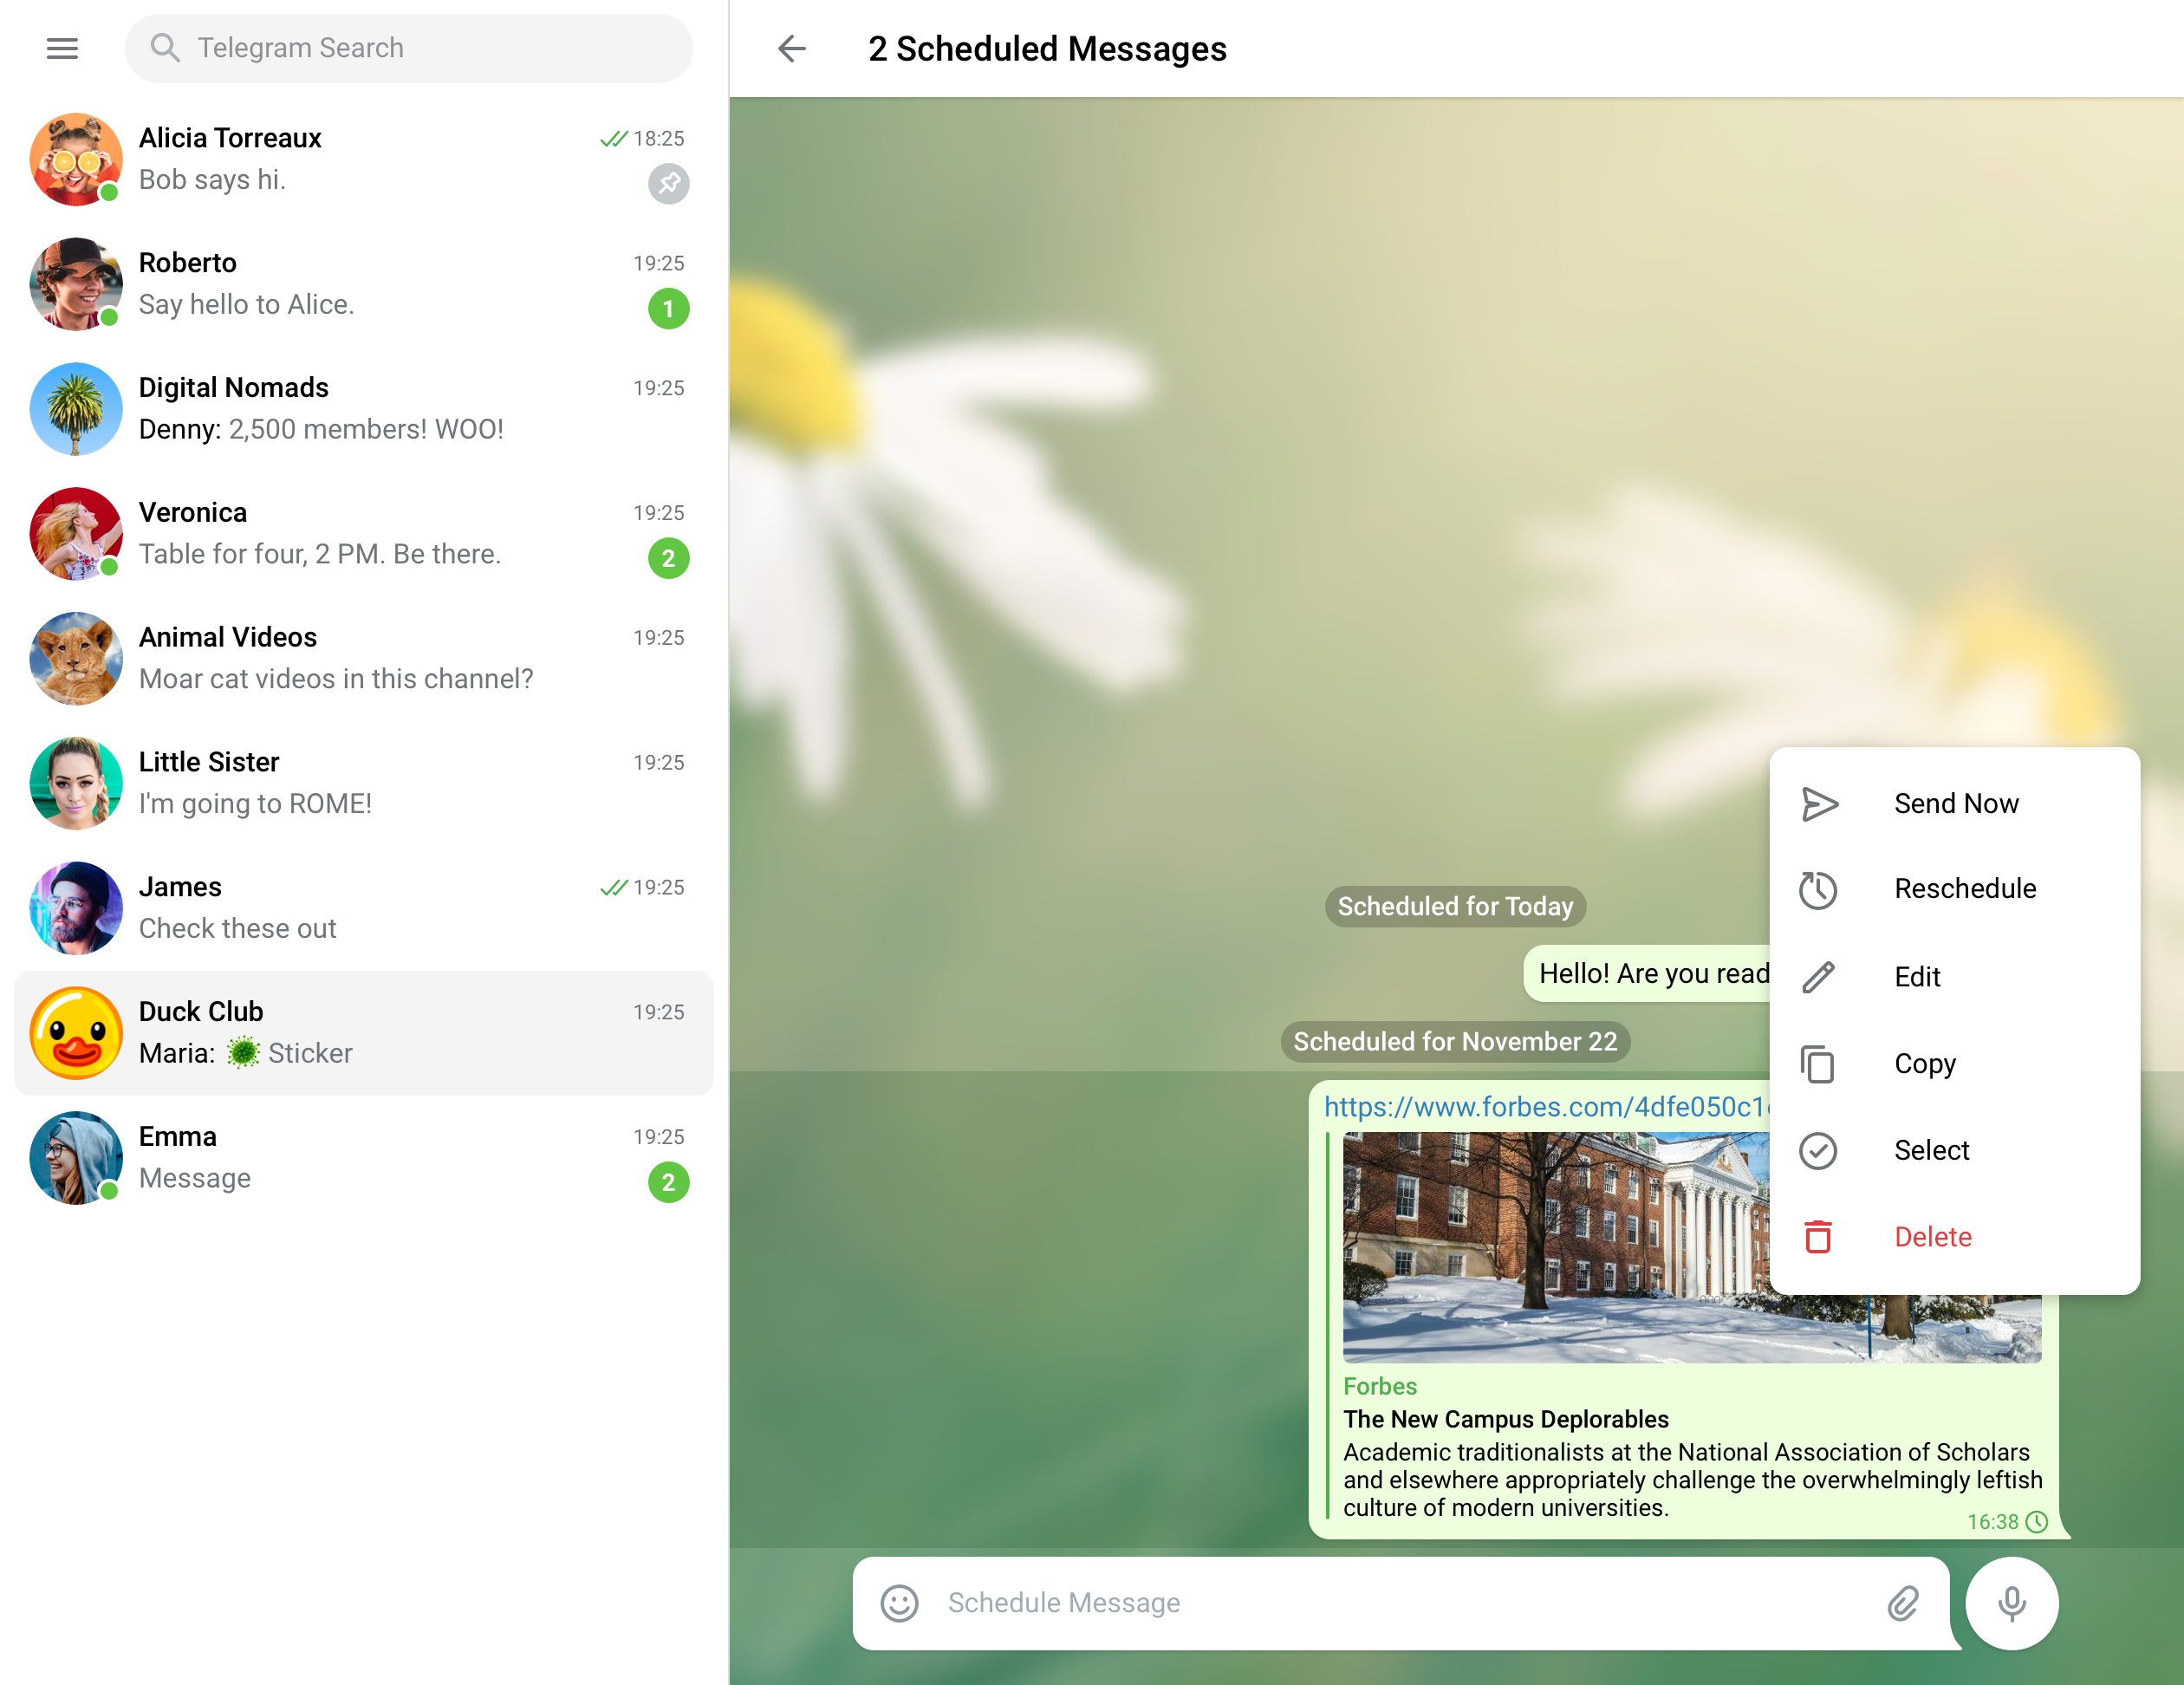 Telegram Search
Alicia Torreaux
18:25
Bob says hi.
Roberto
19:25
Say hello to Alice.
1
Digital Nomads
19:25
Denny: 2,500 members! WOO!
Veronica
19:25
Table for four, 2 PM. Be there.
2
Animal Videos
19:25
Moar cat videos in this channel?
Little Sister
19:25
I'm going to ROME!
James
19:25
Check these out
Duck Club
19:25
Maria: Sticker
Emma
19:25
Message
2
2 Scheduled Messages
Scheduled for Today
Hello! Are you
Scheduled for November 22
https://www.forbes.com/4dfe050c1
Forbes
The New Campus Deplorables
Academic traditionalists at the National Association of Scholars
and elsewhere appropriately challenge the overwhelmingly leftish
culture of modern universities.
16:38
Send Now
Reschedule
Edit
Copy
Select
Delete
Schedule Message